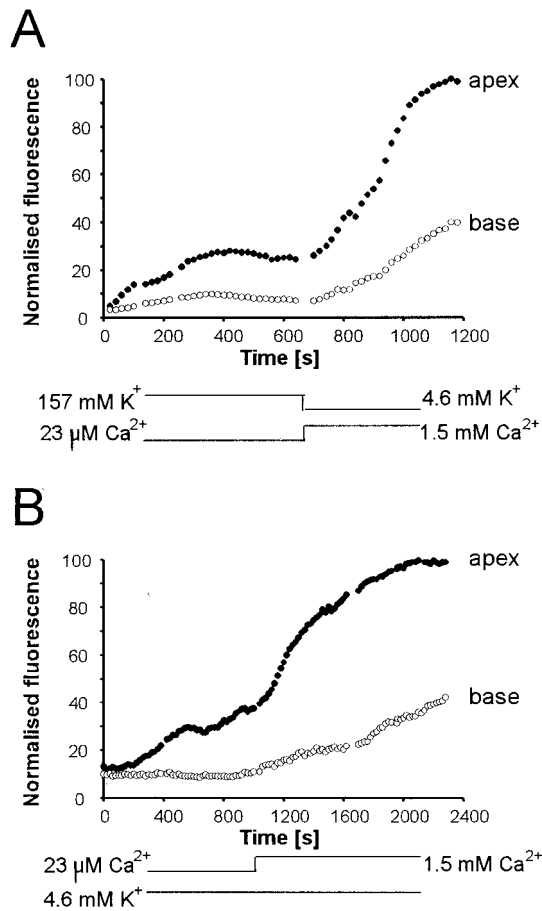 A
Normalised fluorescence
100
80
60
40
20
0
apex
base
0 200 400 600 800 1000 1200
Time [s]
157 mM K⁺ 4.6 mM K⁺
23 µM Ca²⁺ 1.5 mM Ca²⁺
B
Normalised fluorescence
100
80
60
40
20
0
apex
base
0 400 800 1200 1600 2000 2400
Time [s]
23 µM Ca²⁺ 1.5 mM Ca²⁺
4.6 mM K⁺